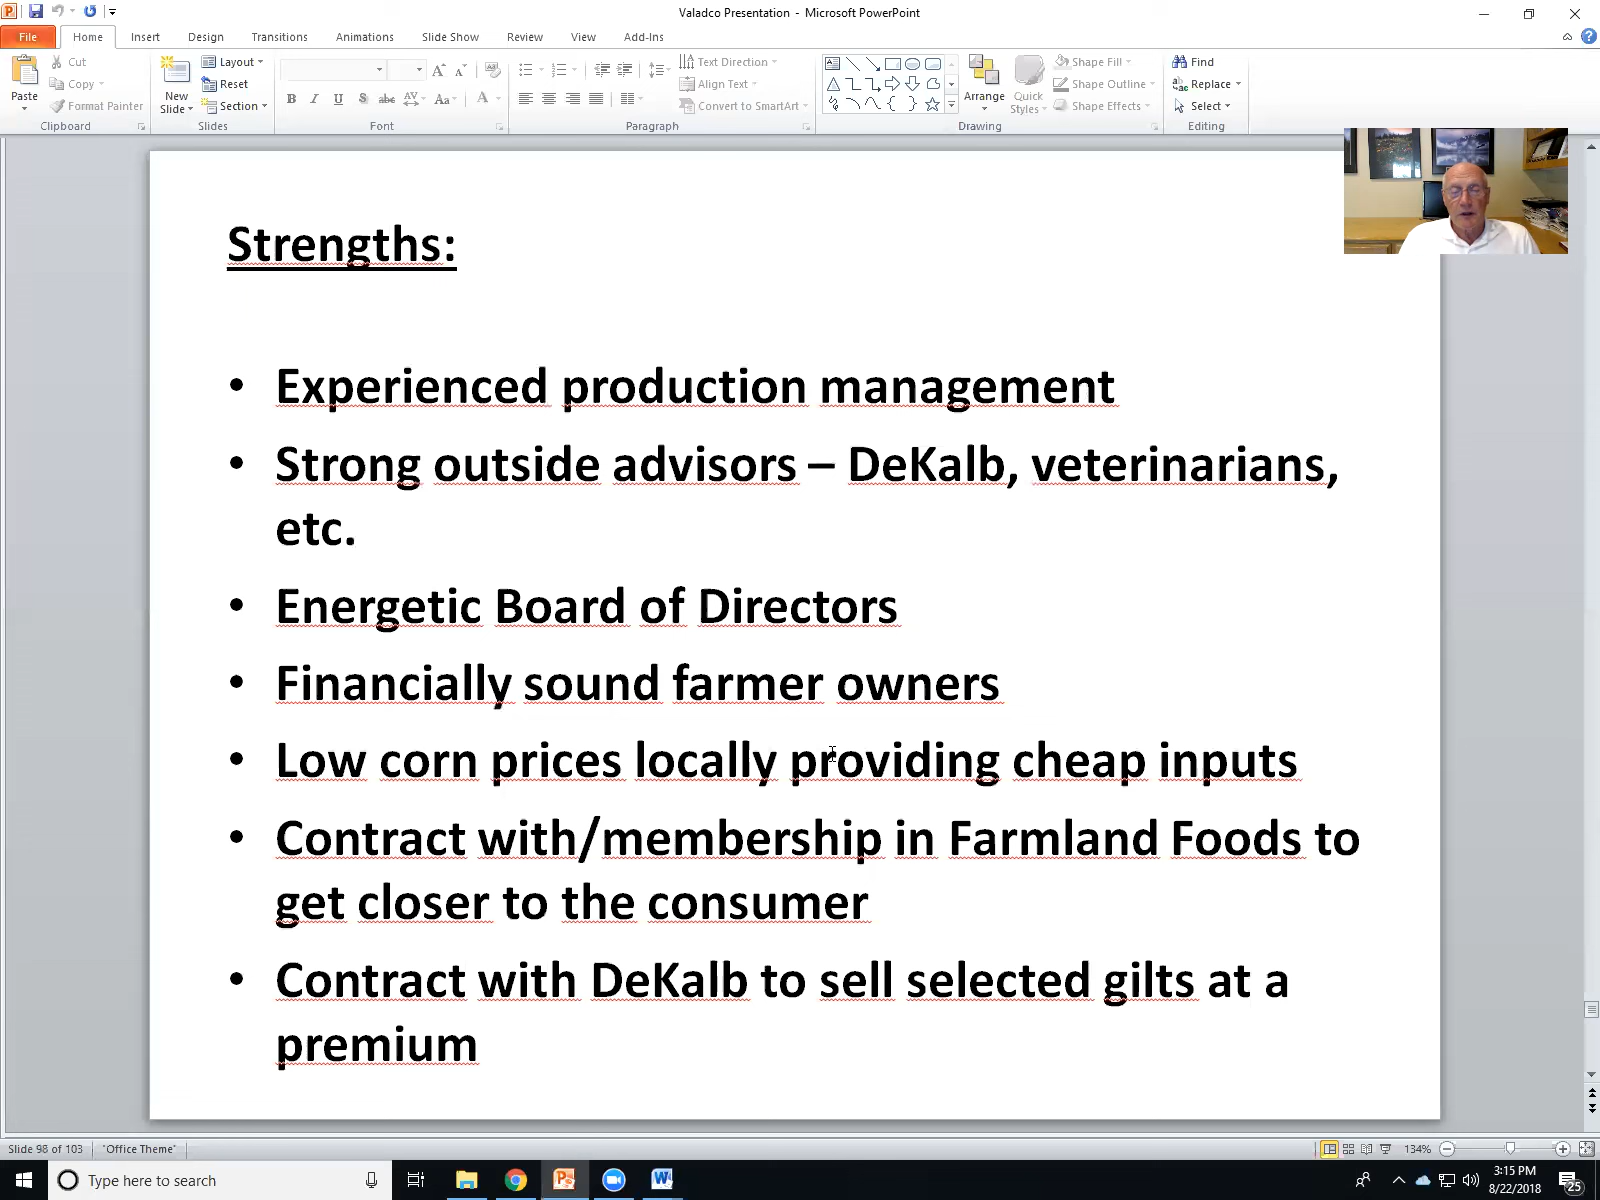 Valadco Presentation - Microsoft PowerPoint
File Home Insert Design Transitions Animations Slide Show Review View Add-Ins
Paste
Cut
Copy
Format Painter
Clipboard
New Slide
Layout
Reset
Section
Slides
B I U S abc AV Aa A
Font
Text Direction
Align Text
Convert to SmartArt
Paragraph
Arrange
Quick Styles
Shape Fill
Shape Outline
Shape Effects
Drawing
Find
Replace
Select
Editing
Strengths:
• Experienced production management
• Strong outside advisors – DeKalb, veterinarians,
etc.
• Energetic Board of Directors
• Financially sound farmer owners
• Low corn prices locally providing cheap inputs
• Contract with/membership in Farmland Foods to
get closer to the consumer
• Contract with DeKalb to sell selected gilts at a
premium
Slide 98 of 103 "Office Theme" 134%
Type here to search
3:15 PM
8/22/2018
25